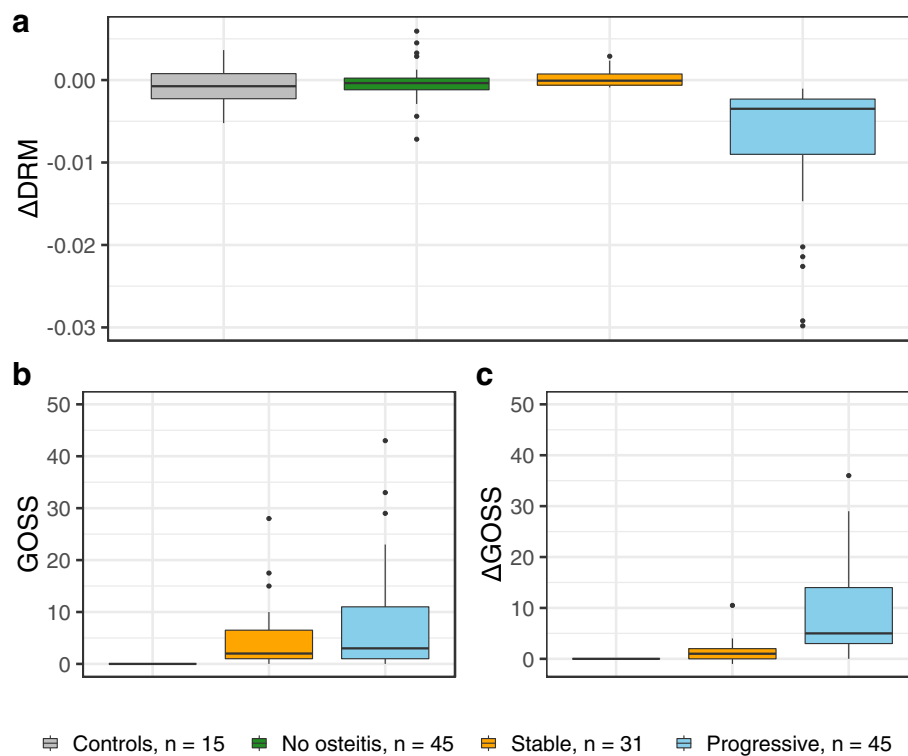 a
0.00
-0.01
-0.02
-0.03
ΔDRM
b
50
40
30
20
10
0
GOSS
c
50
40
30
20
10
0
ΔGOSS
Controls, n = 15 No osteitis, n = 45 Stable, n = 31 Progressive, n = 45